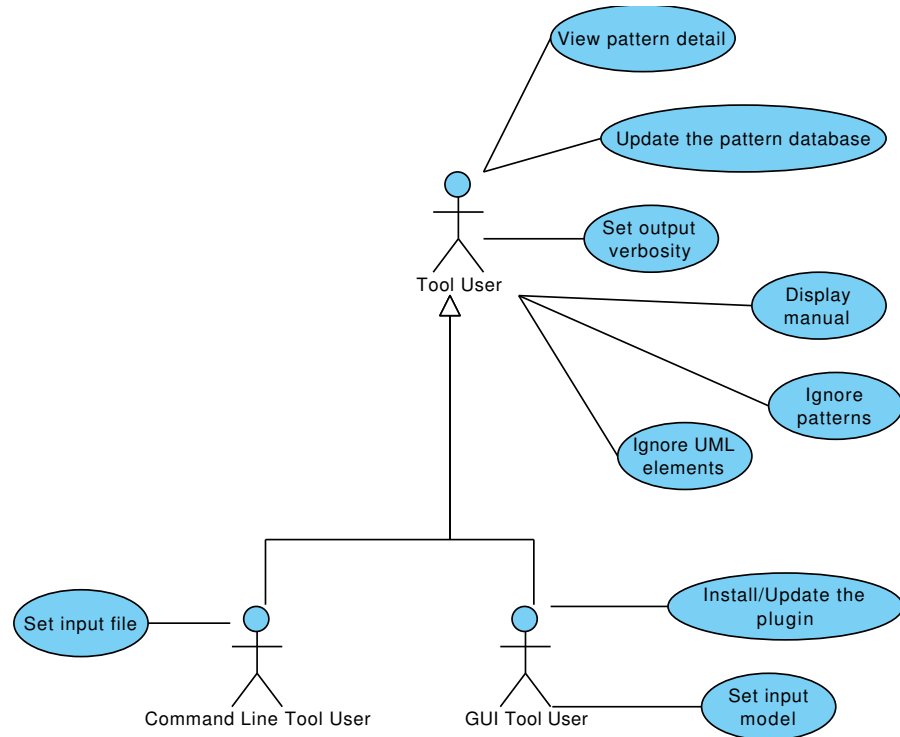 View pattern detail
Update the pattern database
Set output
verbosity
Tool User
Display
manual
Ignore
patterns
Ignore UML
elements
Set input file
Install/Update the
plugin
Command Line Tool User
GUI Tool User
Set input
model